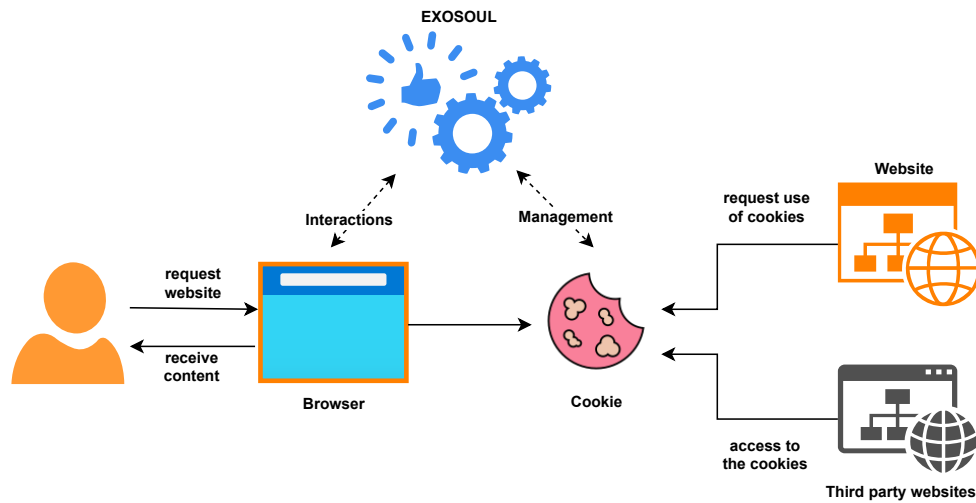 EXOSOUL
Interactions
Management
Website
request use
of cookies
request
website
receive
content
Browser
Cookie
access to
the cookies
Third party websites